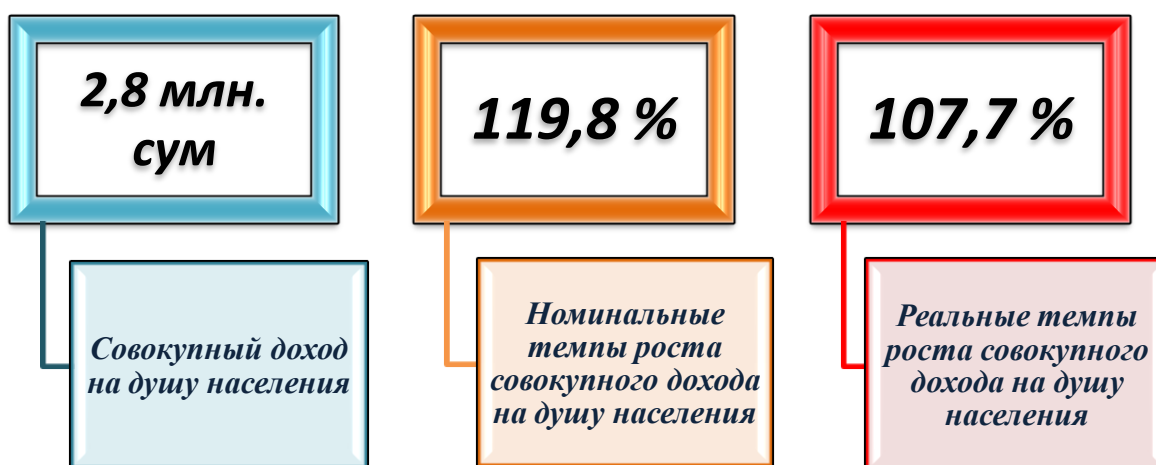 2,8 млн.
сум
119,8 %
107,7 %
Совокупный доход
на душу населения
Номинальные
темпы роста
совокупного дохода
на душу населения
Реальные темпы
роста совокупного
дохода на душу
населения